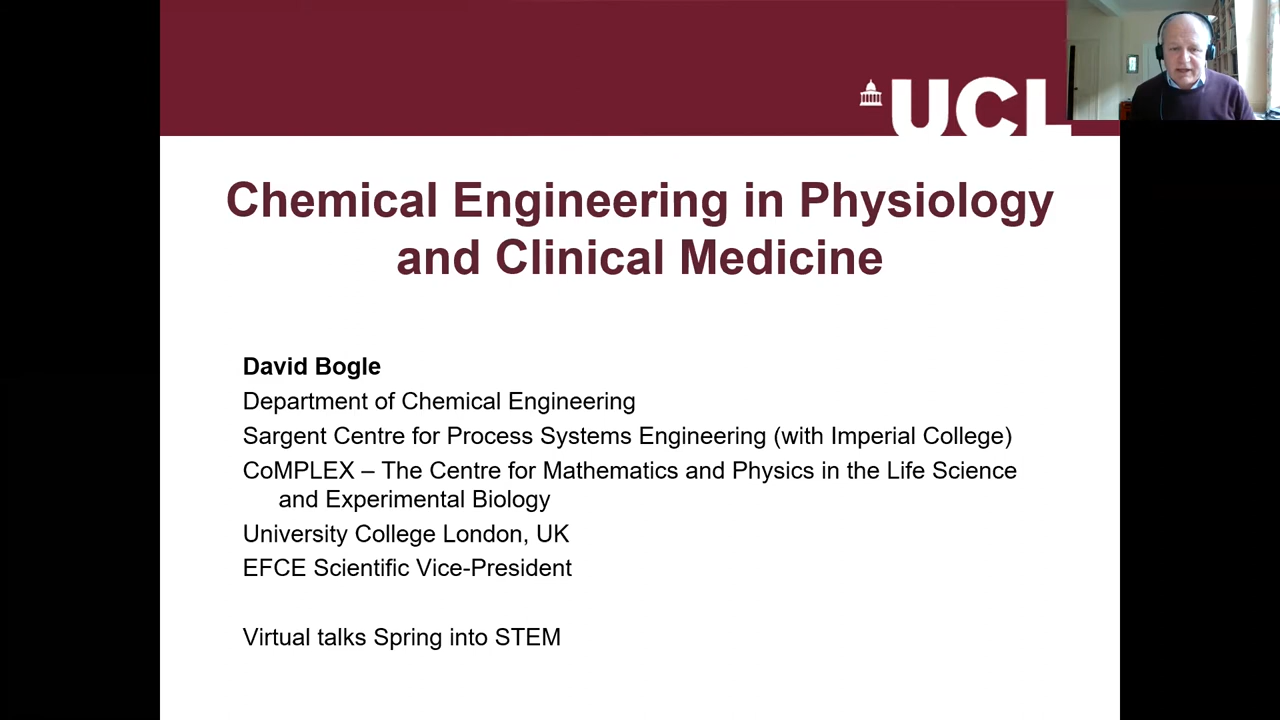 UCL
Chemical Engineering in Physiology
and Clinical Medicine
David Bogle
Department of Chemical Engineering
Sargent Centre for Process Systems Engineering (with Imperial College)
CoMPLEX – The Centre for Mathematics and Physics in the Life Science
and Experimental Biology
University College London, UK
EFCE Scientific Vice-President
Virtual talks Spring into STEM